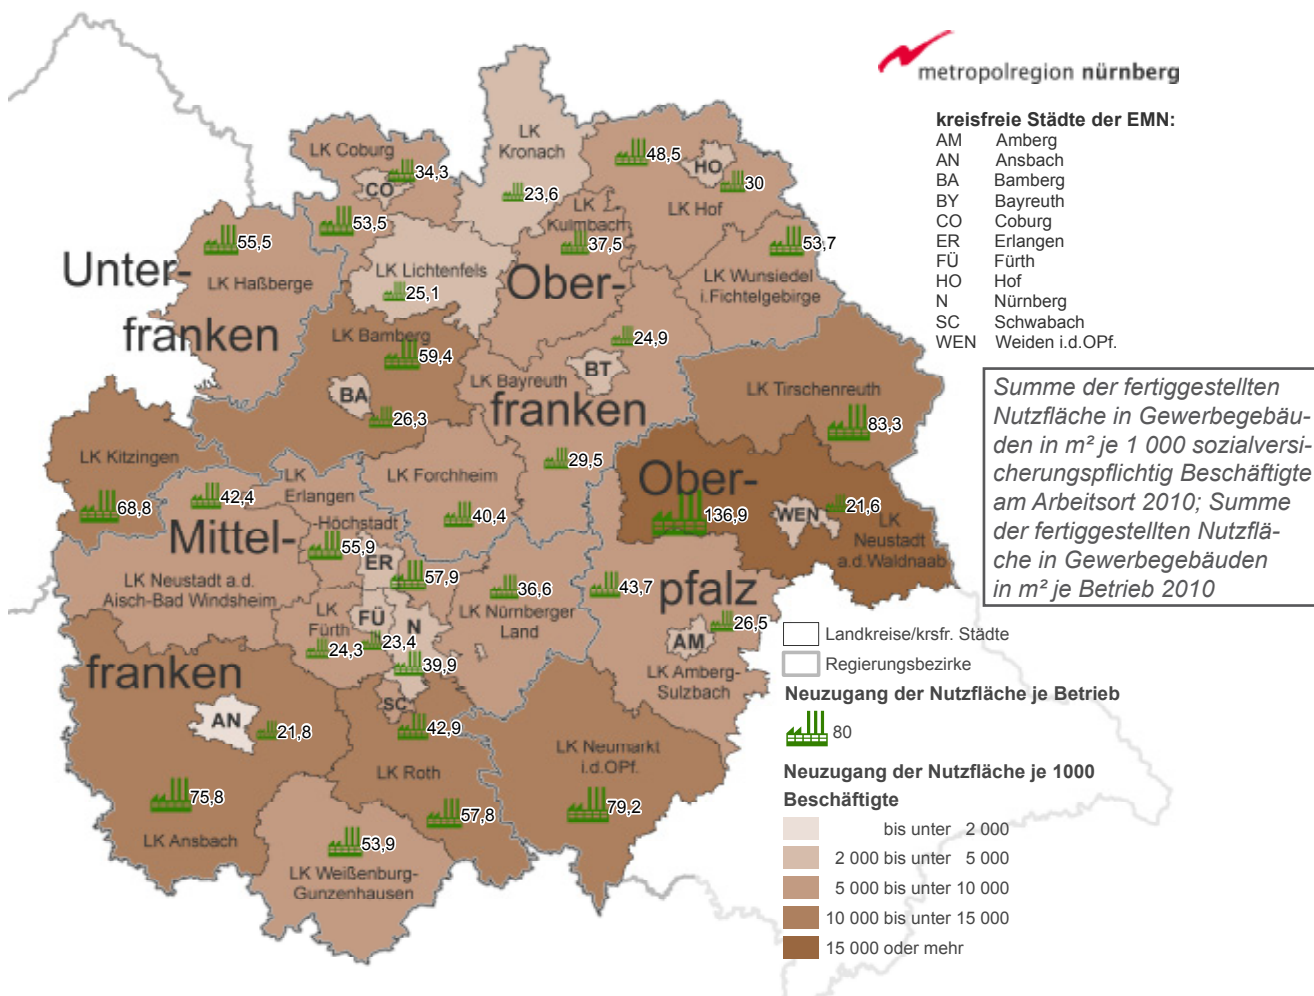 metropolregion nürnberg
kreisfreie Städte der EMN:
AM Amberg
AN Ansbach
BA Bamberg
BY Bayreuth
CO Coburg
ER Erlangen
FÜ Fürth
HO Hof
N Nürnberg
SC Schwabach
WEN Weiden i.d.OPf.
Summe der fertiggestellten
Nutzfläche in Gewerbegebäu-
den in m² je 1 000 sozialversi-
cherungspflichtig Beschäftigte
am Arbeitsort 2010; Summe
der fertiggestellten Nutzflä-
che in Gewerbegebäuden
in m² je Betrieb 2010
Landkreise/krsfr. Städte
Regierungsbezirke
Neuzugang der Nutzfläche je Betrieb
80
Neuzugang der Nutzfläche je 1000
Beschäftigte
bis unter 2 000
2 000 bis unter 5 000
5 000 bis unter 10 000
10 000 bis unter 15 000
15 000 oder mehr
LK
Kronach
23,6
LK Coburg
34,3
CO
53,5
48,5
HO
30
LK Hof
LK
Kulmbach
37,5
53,7
LK Wunsiedel
i.Fichtelgebirge
55,5
LK Haßberge
Unter-
franken
LK Lichtenfels
25,1
Ober-
franken
LK Bamberg
59,4
BA
26,3
24,9
BT
LK Bayreuth
29,5
LK Tirschenreuth
83,3
LK Kitzingen
68,8
42,4
LK
Erlangen
-Höchstadt
55,9
LK Forchheim
40,4
Ober-
pfalz
136,9
WEN
21,6
LK
Neustadt
a.d.Waldnaab
Mittel-
franken
ER
57,9
LK Neustadt a.d.
Aisch-Bad Windsheim
36,6
LK Nürnberger
Land
43,7
LK
Fürth
24,3
FÜ
23,4
N
39,9
AM
26,5
LK Amberg-
Sulzbach
SC
42,9
AN
21,8
75,8
LK Ansbach
LK Roth
57,8
LK Neumarkt
i.d.OPf.
79,2
53,9
LK Weißenburg-
Gunzenhausen